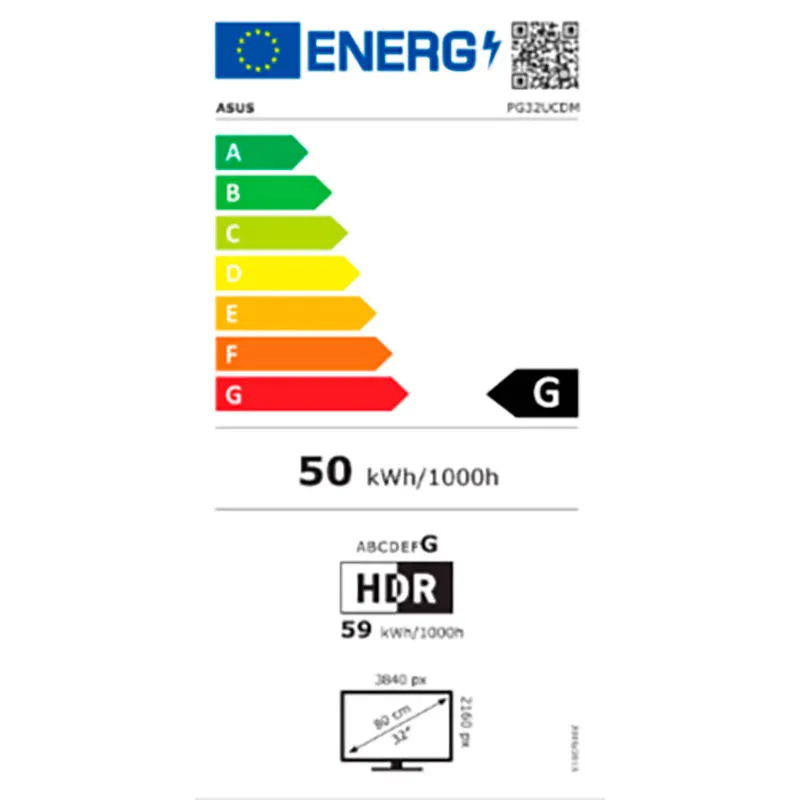 ENERG
ASUS PG32UCDM
A
B
C
D
E
F
G
G
50 kWh/1000h
ABCDEFG
HDR
59 kWh/1000h
3840 px
80 cm
32"
2160 px